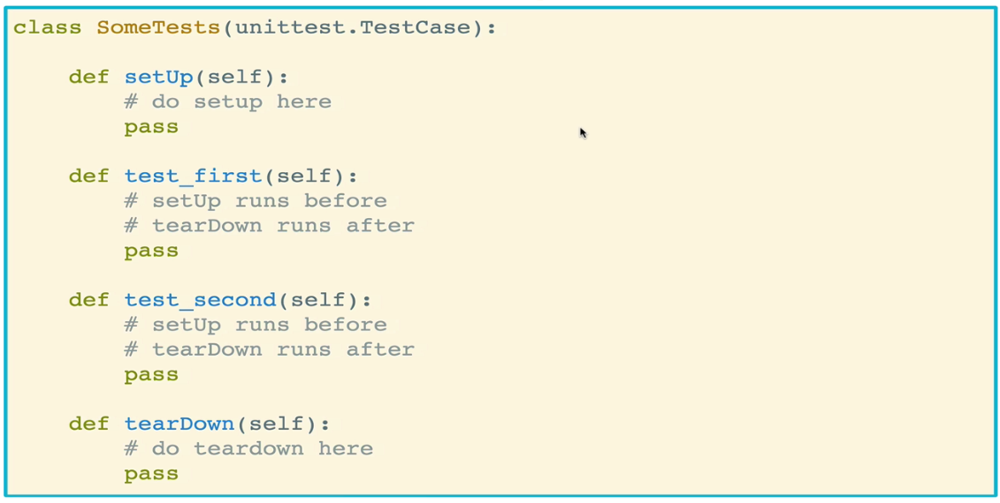 class SomeTests(unittest.TestCase):
    def setUp(self):
        # do setup here
        pass
    def test_first(self):
        # setUp runs before
        # tearDown runs after
        pass
    def test_second(self):
        # setUp runs before
        # tearDown runs after
        pass
    def tearDown(self):
        # do teardown here
        pass